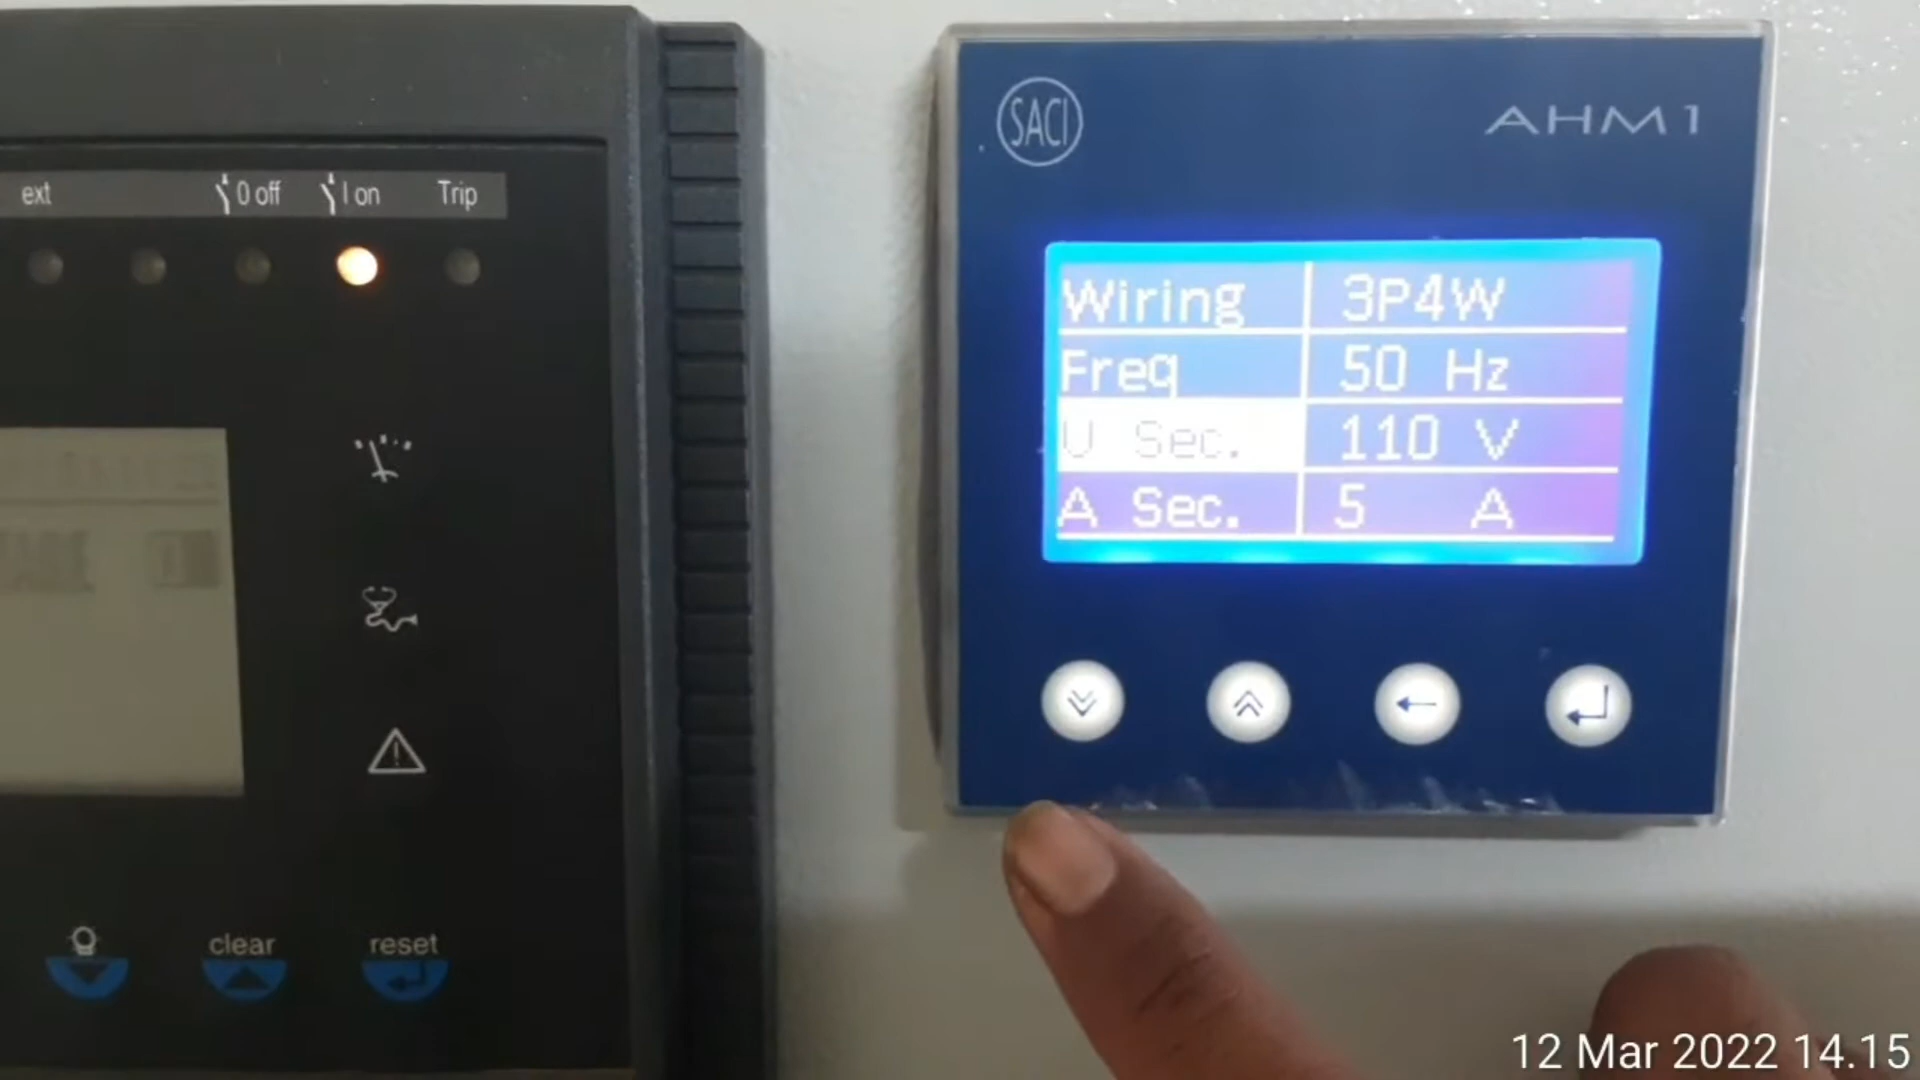 ext 0 off I on Trip
clear reset
SACI AHM1
Wiring 3P4W
Freq 50 Hz
U Sec. 110 V
A Sec. 5 A
12 Mar 2022 14.15